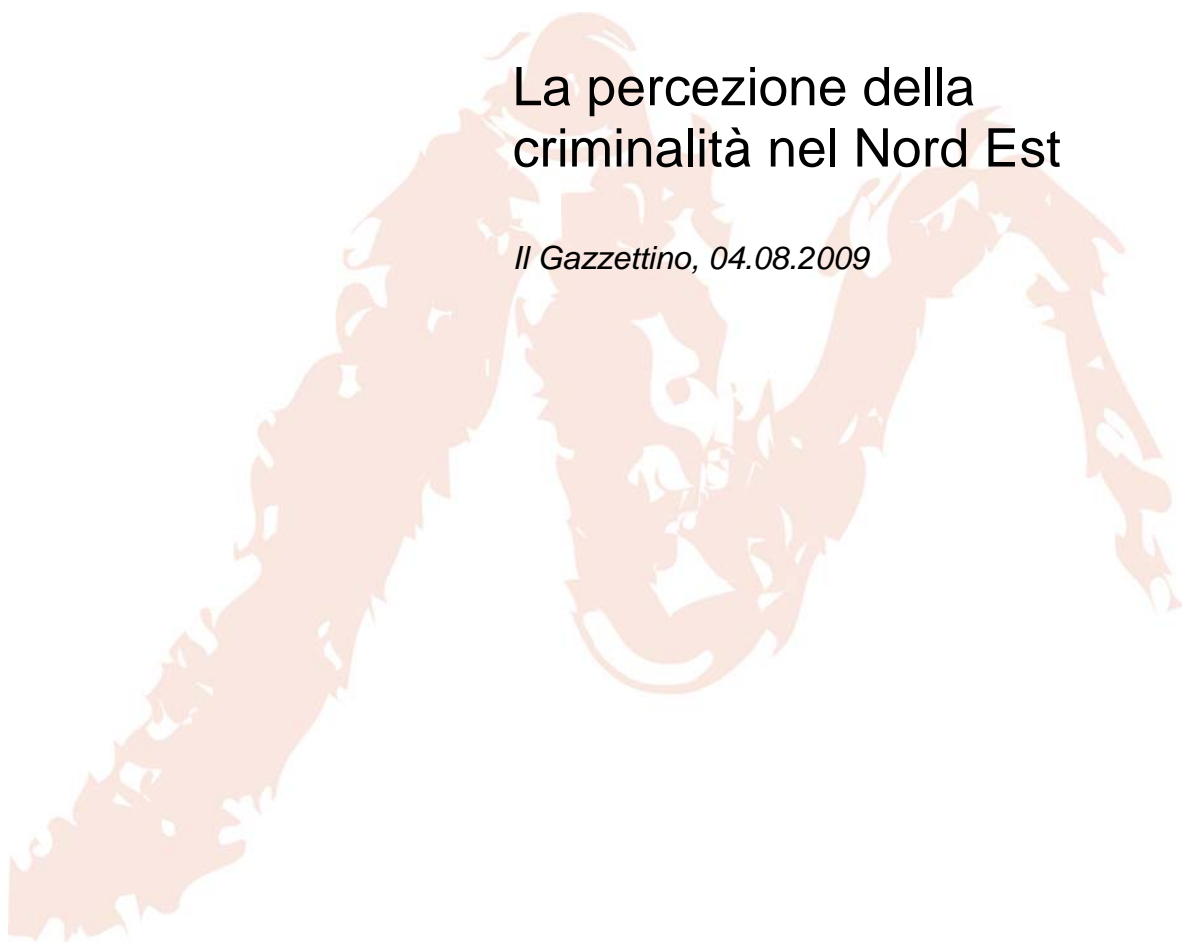 La percezione della
criminalità nel Nord Est
Il Gazzettino, 04.08.2009